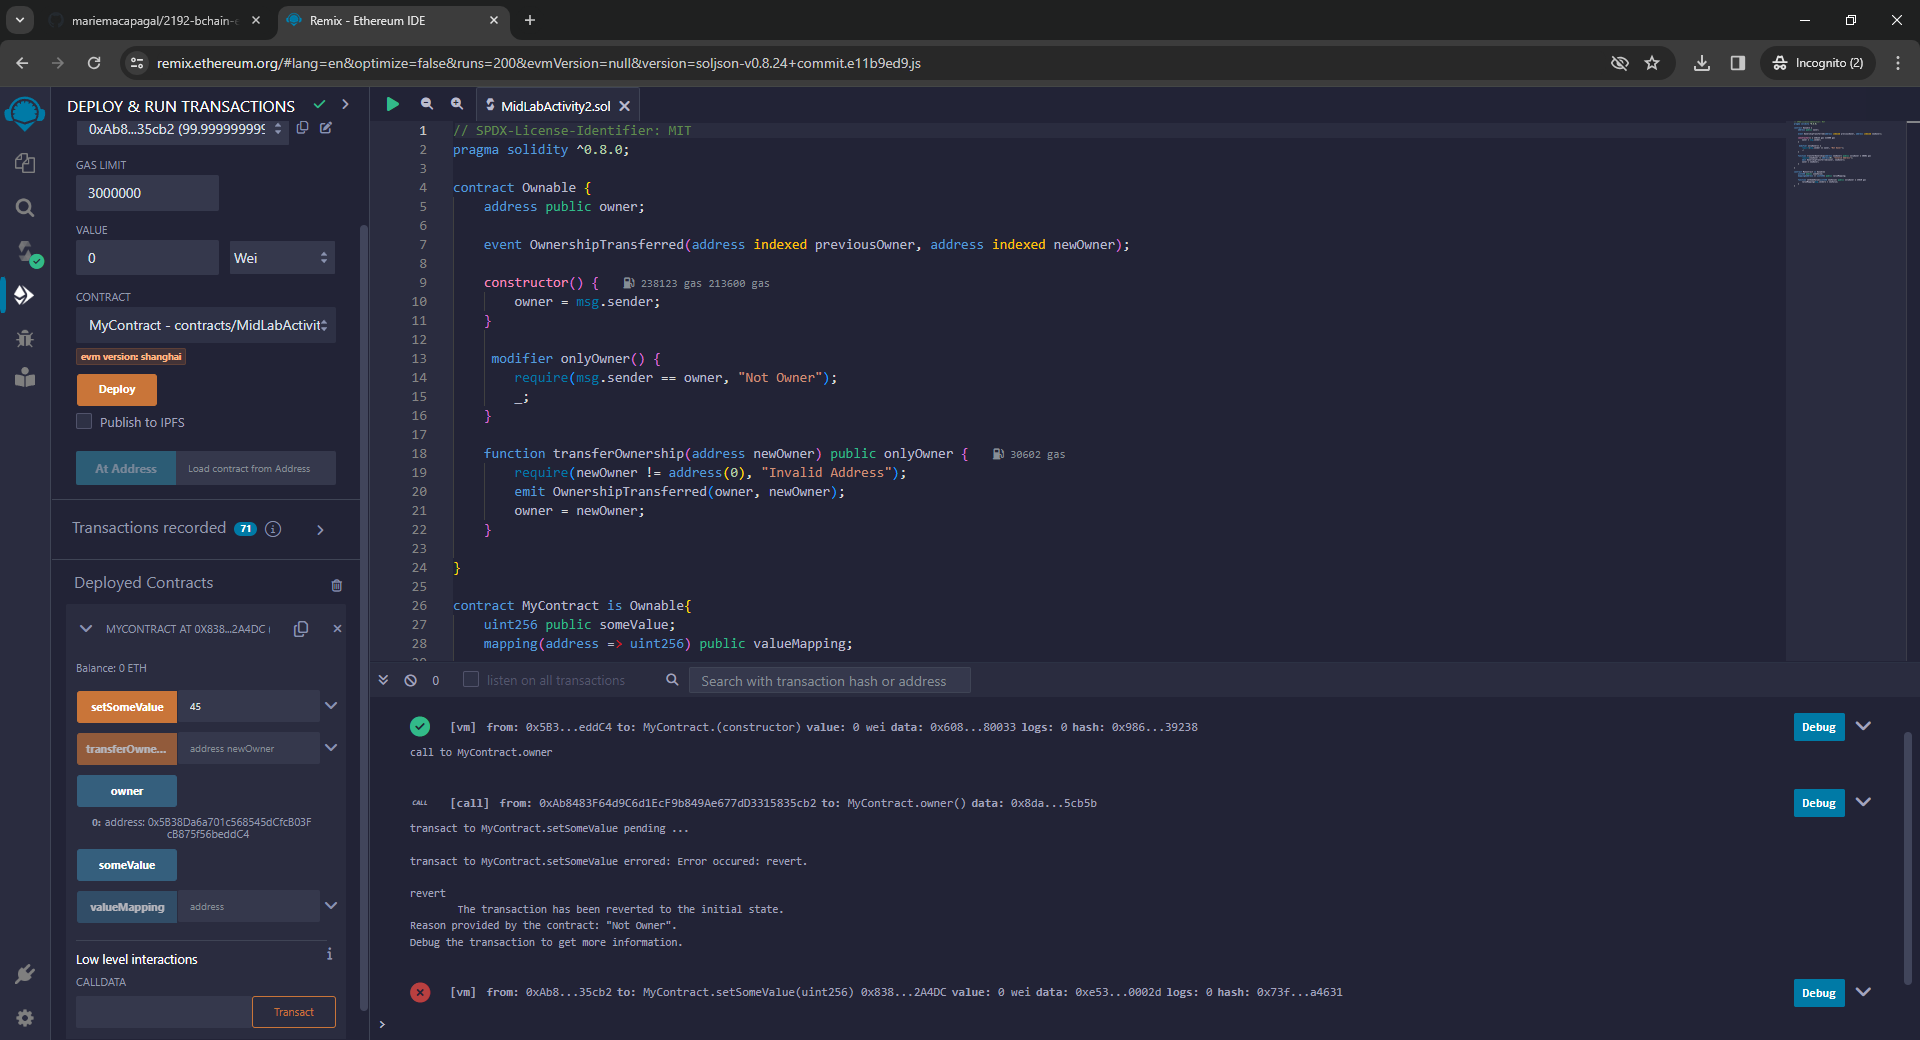 mariemacapagal/2192-bchain-e
Remix - Ethereum IDE
remix.ethereum.org/#lang=en&optimize=false&runs=200&evmVersion=null&version=soljson-v0.8.24+commit.e11b9ed9.js
Incognito (2)
DEPLOY & RUN TRANSACTIONS
0xAb8...35cb2 (99.999999999
GAS LIMIT
3000000
VALUE
0
Wei
CONTRACT
MyContract - contracts/MidLabActivit
evm version: shanghai
Deploy
Publish to IPFS
At Address
Load contract from Address
Transactions recorded 71
Deployed Contracts
MYCONTRACT AT 0X838...2A4DC (
Balance: 0 ETH
setSomeValue
45
transferOwne...
address newOwner
owner
0: address: 0x5B38Da6a701c568545dCfcB03F
cB875f56beddC4
someValue
valueMapping
address
Low level interactions
CALLDATA
Transact
MidLabActivity2.sol
1 // SPDX-License-Identifier: MIT
2 pragma solidity ^0.8.0;
3
4 contract Ownable {
5 address public owner;
6
7 event OwnershipTransferred(address indexed previousOwner, address indexed newOwner);
8
9 constructor() { 238123 gas 213600 gas
10 owner = msg.sender;
11 }
12
13 modifier onlyOwner() {
14 require(msg.sender == owner, "Not Owner");
15 _;
16 }
17
18 function transferOwnership(address newOwner) public onlyOwner { 30602 gas
19 require(newOwner != address(0), "Invalid Address");
20 emit OwnershipTransferred(owner, newOwner);
21 owner = newOwner;
22 }
23
24 }
25
26 contract MyContract is Ownable{
27 uint256 public someValue;
28 mapping(address => uint256) public valueMapping;
0
listen on all transactions
Search with transaction hash or address
[vm] from: 0x5B3...eddC4 to: MyContract.(constructor) value: 0 wei data: 0x608...80033 logs: 0 hash: 0x986...39238
Debug
call to MyContract.owner
CALL [call] from: 0xAb8483F64d9C6d1EcF9b849Ae677dD3315835cb2 to: MyContract.owner() data: 0x8da...5cb5b
Debug
transact to MyContract.setSomeValue pending ...
transact to MyContract.setSomeValue errored: Error occured: revert.
revert
The transaction has been reverted to the initial state.
Reason provided by the contract: "Not Owner".
Debug the transaction to get more information.
[vm] from: 0xAb8...35cb2 to: MyContract.setSomeValue(uint256) 0x838...2A4DC value: 0 wei data: 0xe53...0002d logs: 0 hash: 0x73f...a4631
Debug
>